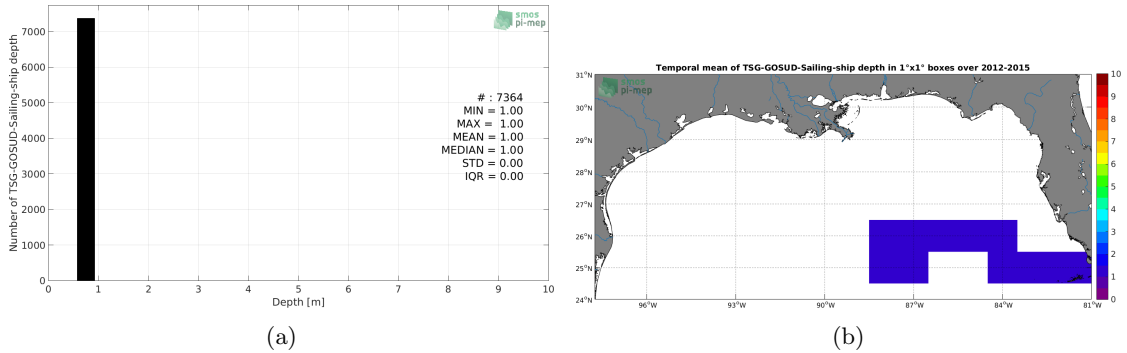 smos
pi-mep
Number of TSG-GOSUD-Sailing-ship depth
7000
6000
5000
4000
3000
2000
1000
0
# : 7364
MIN = 1.00
MAX = 1.00
MEAN = 1.00
MEDIAN = 1.00
STD = 0.00
IQR = 0.00
0 1 2 3 4 5 6 7 8 9 10
Depth [m]
(a)
Temporal mean of TSG-GOSUD-Sailing-ship depth in 1°x1° boxes over 2012-2015
smos
pi-mep
31°N
30°N
29°N
28°N
27°N
26°N
25°N
24°N
96°W 93°W 90°W 87°W 84°W 81°W
10
9
8
7
6
5
4
3
2
1
0
(b)